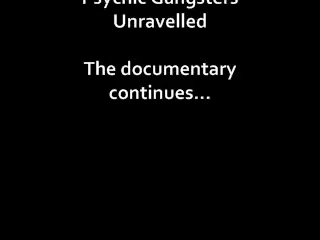 Psychic Gangsters
Unravelled
The documentary
continues...